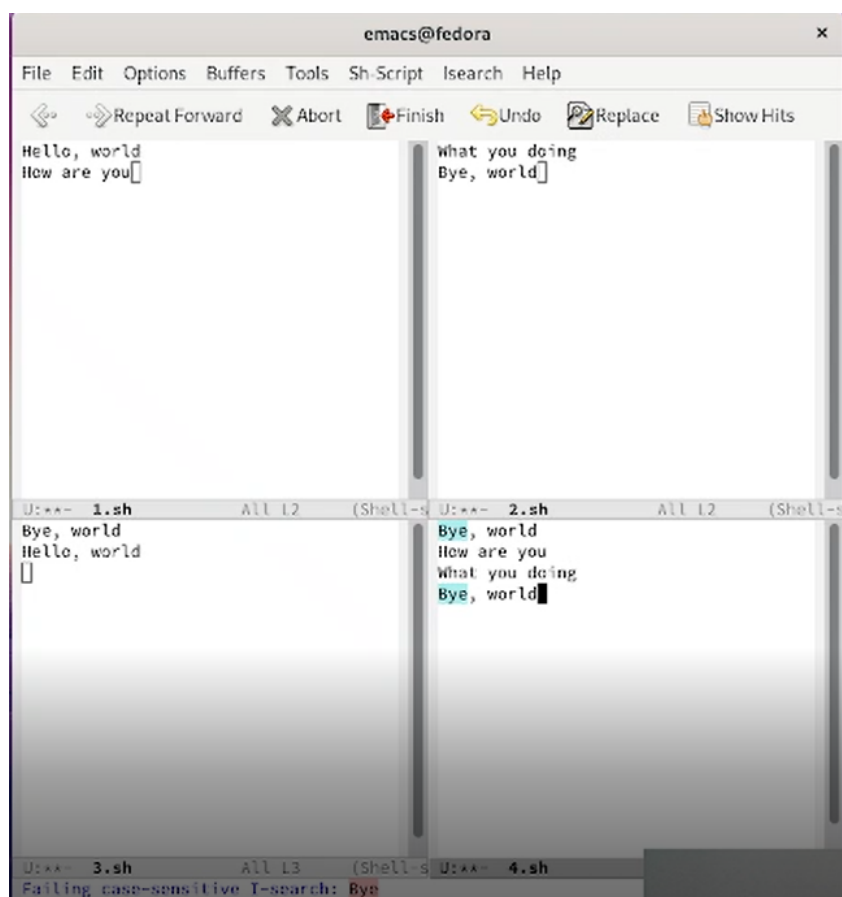 emacs@fedora ×
File Edit Options Buffers Tools Sh-Script Isearch Help
Repeat Forward Abort Finish Undo Replace Show Hits
Hello, world
How are you
What you doing
Bye, world
U:**- 1.sh All L2 (Shell-s
U:**- 2.sh All L2 (Shell-s
Bye, world
Hello, world
Bye, world
How are you
What you doing
Bye, world
U:**- 3.sh All L3 (Shell-s
U:**- 4.sh
Failing case-sensitive I-search: Bye